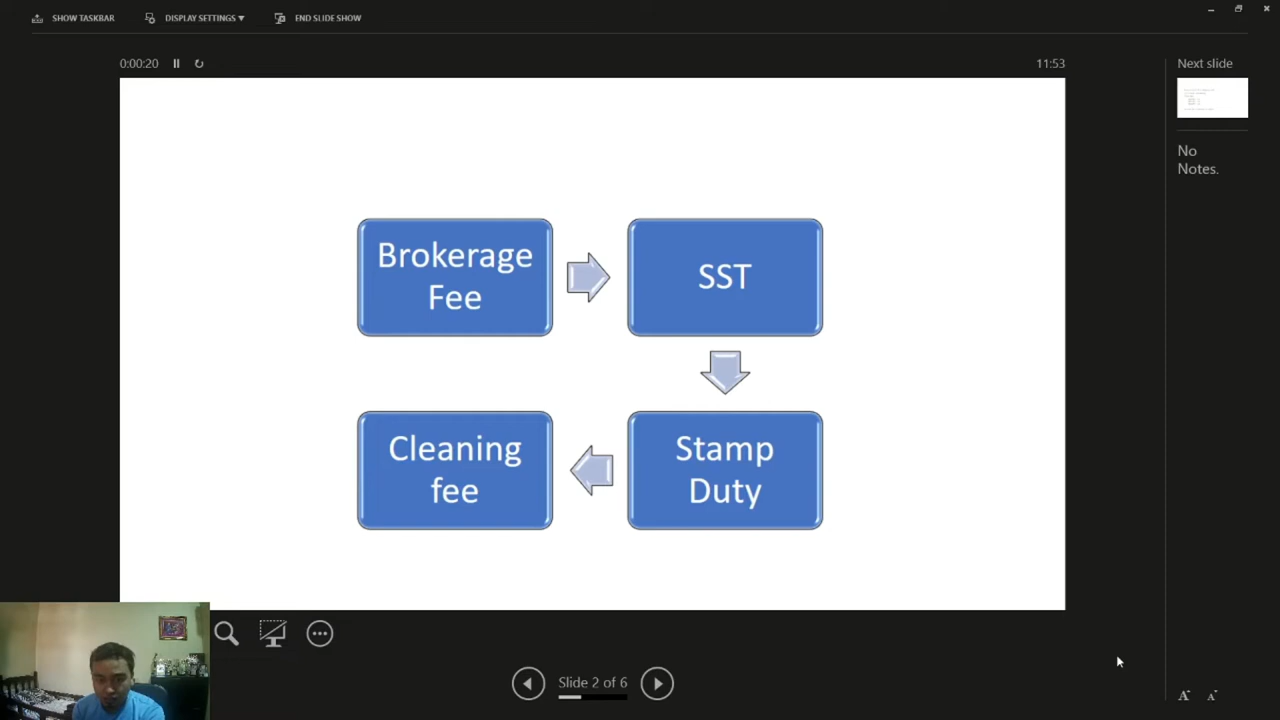 SHOW TASKBAR
DISPLAY SETTINGS ▼
END SLIDE SHOW
0:00:20
11:53
Next slide
No
Notes.
Brokerage
Fee
SST
Cleaning
fee
Stamp
Duty
Slide 2 of 6
A
A